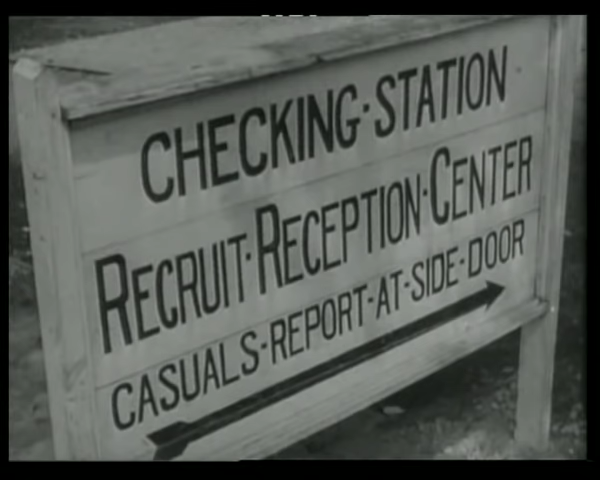 CHECKING·STATION
RECRUIT·RECEPTION·CENTER
CASUALS-REPORT-AT-SIDE-DOOR